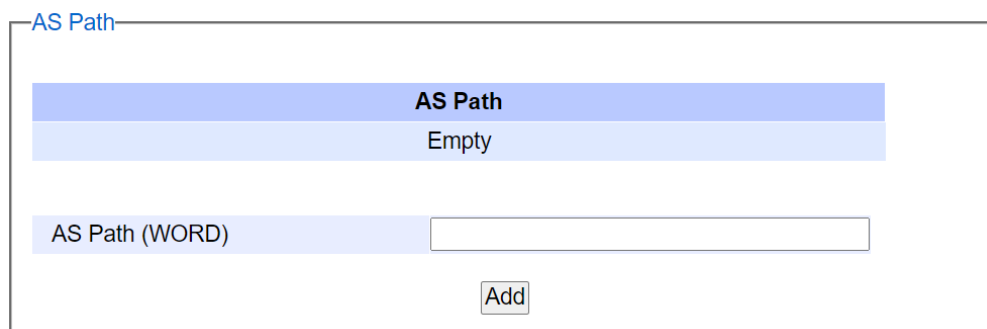 AS Path
AS Path
Empty
AS Path (WORD)
Add